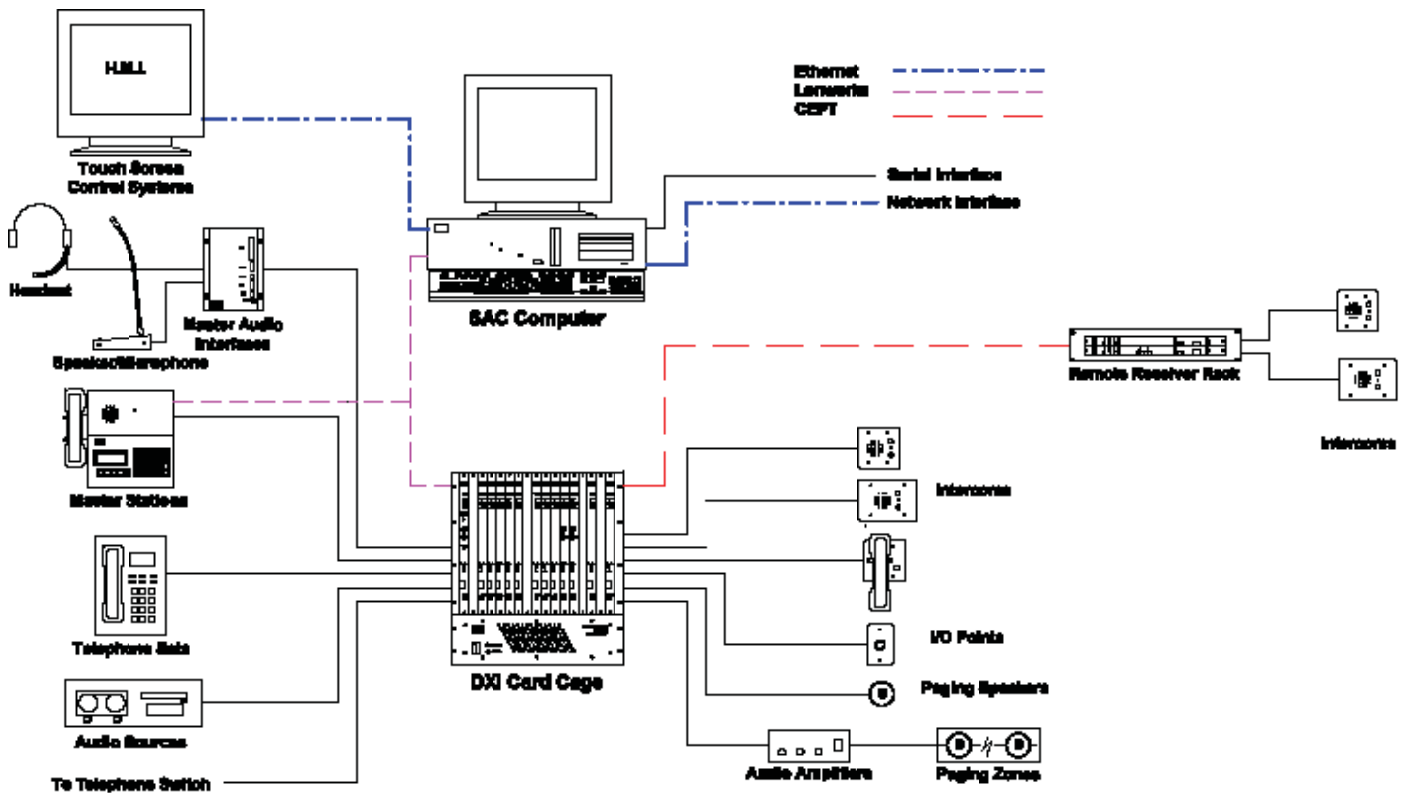 H.M.I.
Touch Screen
Control Systems
Ethernet
Lonworks
CEPT
Serial Interface
Network Interface
Headset
Master Audio
Interfaces
Speaker/Microphone
SAC Computer
Remote Receiver Rack
Intercoms
Master Stations
Intercoms
Telephone Sets
I/O Points
DXI Card Cage
Paging Speakers
Audio Sources
Audio Amplifiers
Paging Zones
To Telephone Switch